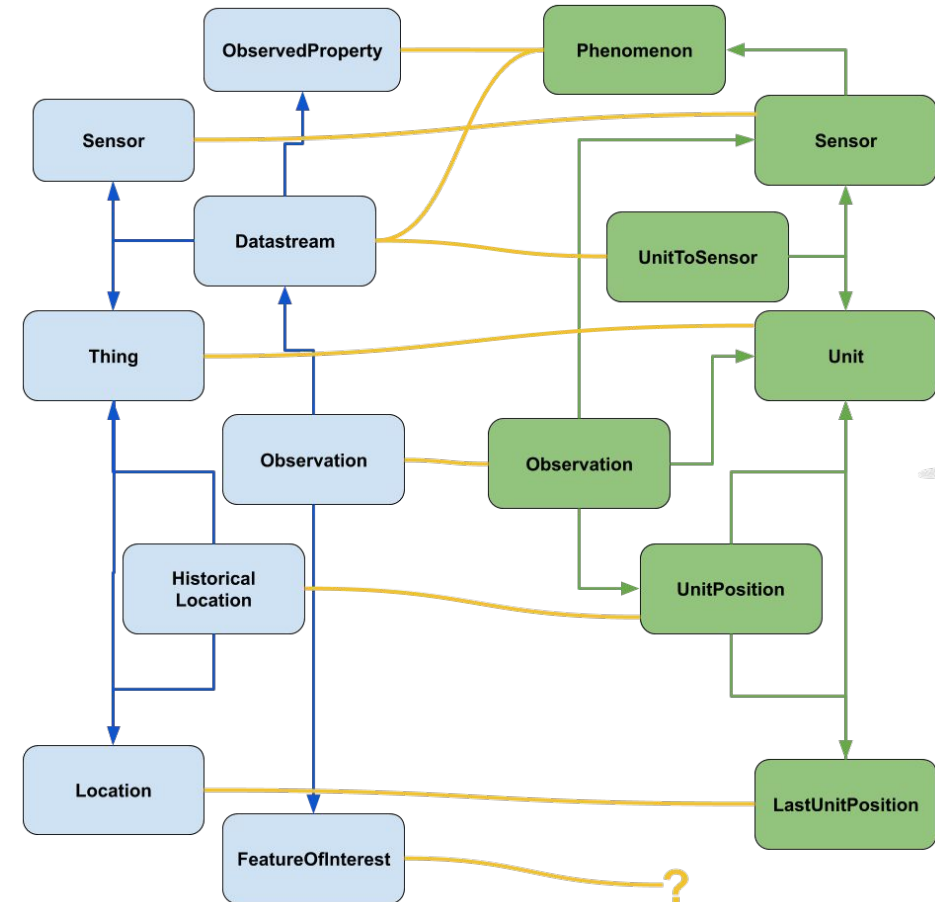 ObservedProperty
Phenomenon
Sensor
Sensor
Datastream
UnitToSensor
Thing
Unit
Observation
Observation
Historical
Location
UnitPosition
Location
LastUnitPosition
FeatureOfInterest
?